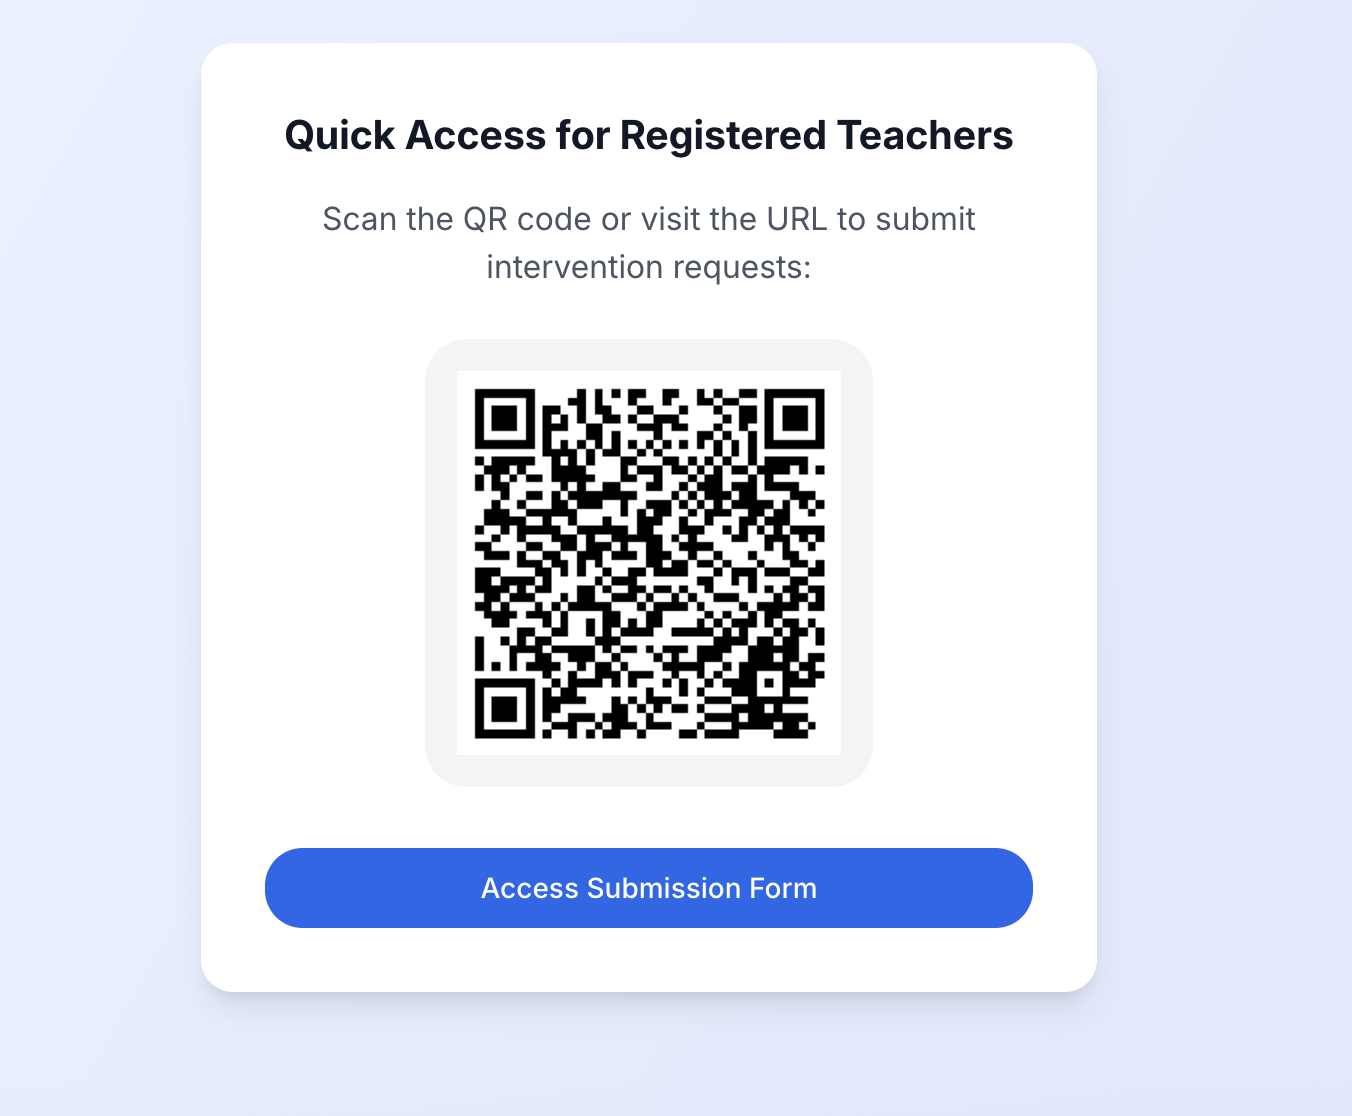 Quick Access for Registered Teachers
Scan the QR code or visit the URL to submit
intervention requests:
Access Submission Form